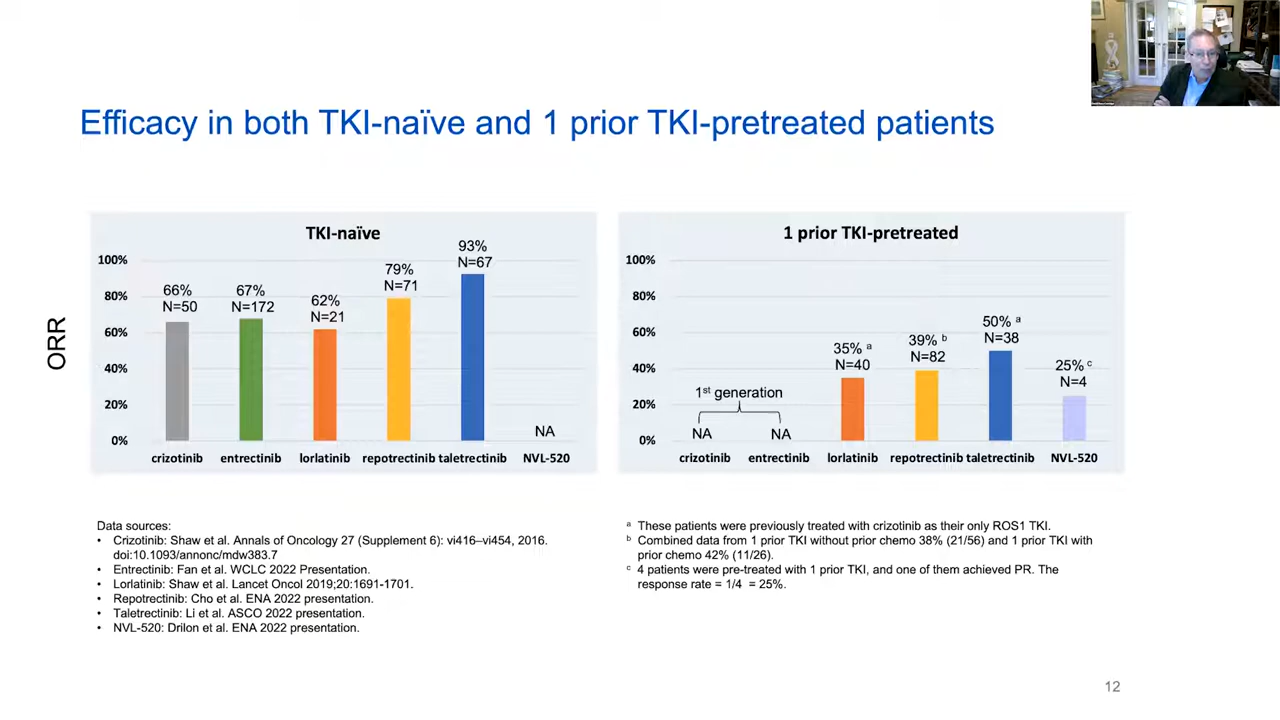 Efficacy in both TKI-naïve and 1 prior TKI-pretreated patients
ORR
TKI-naïve
100%
80%
60%
40%
20%
0%
66%
N=50
67%
N=172
62%
N=21
79%
N=71
93%
N=67
NA
crizotinib
entrectinib
lorlatinib
repotrectinib
taletrectinib
NVL-520
1 prior TKI-pretreated
100%
80%
60%
40%
20%
0%
1st generation
NA
NA
35% a
N=40
39% b
N=82
50% a
N=38
25% c
N=4
crizotinib
entrectinib
lorlatinib
repotrectinib
taletrectinib
NVL-520
Data sources:
• Crizotinib: Shaw et al. Annals of Oncology 27 (Supplement 6): vi416–vi454, 2016.
doi:10.1093/annonc/mdw383.7
• Entrectinib: Fan et al. WCLC 2022 Presentation.
• Lorlatinib: Shaw et al. Lancet Oncol 2019;20:1691-1701.
• Repotrectinib: Cho et al. ENA 2022 presentation.
• Taletrectinib: Li et al. ASCO 2022 presentation.
• NVL-520: Drilon et al. ENA 2022 presentation.
a These patients were previously treated with crizotinib as their only ROS1 TKI.
b Combined data from 1 prior TKI without prior chemo 38% (21/56) and 1 prior TKI with
prior chemo 42% (11/26).
c 4 patients were pre-treated with 1 prior TKI, and one of them achieved PR. The
response rate = 1/4 = 25%.
12